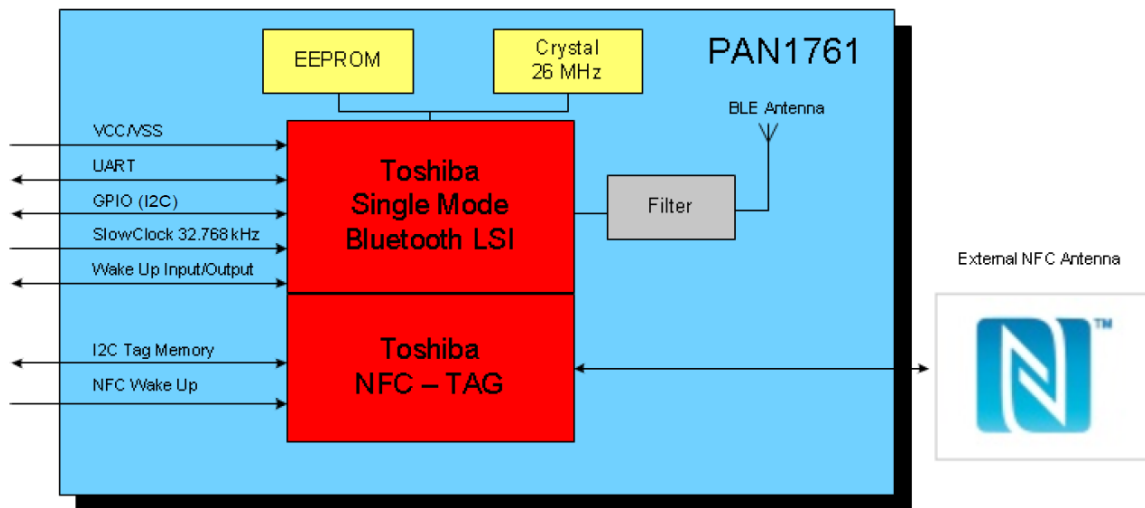 PAN1761
EEPROM
Crystal
26 MHz
BLE Antenna
VCC/VSS
UART
GPIO (I2C)
SlowClock 32.768 kHz
Wake Up Input/Output
Toshiba
Single Mode
Bluetooth LSI
Filter
External NFC Antenna
I2C Tag Memory
NFC Wake Up
Toshiba
NFC – TAG
N
TM